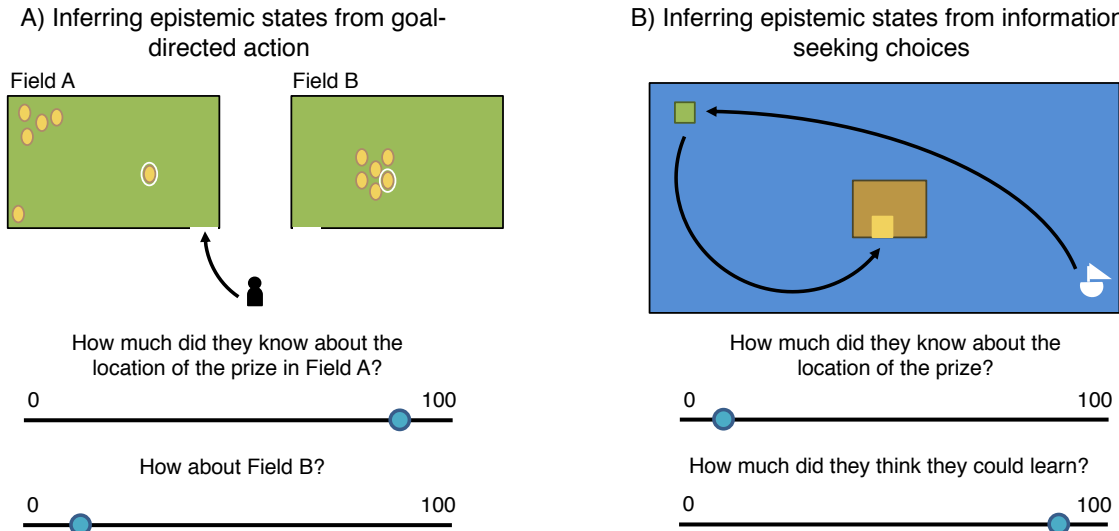 A) Inferring epistemic states from goal-
directed action
Field A
Field B
How much did they know about the
location of the prize in Field A?
0
100
How about Field B?
0
100
B) Inferring epistemic states from information
seeking choices
How much did they know about the
location of the prize?
0
100
How much did they think they could learn?
0
100